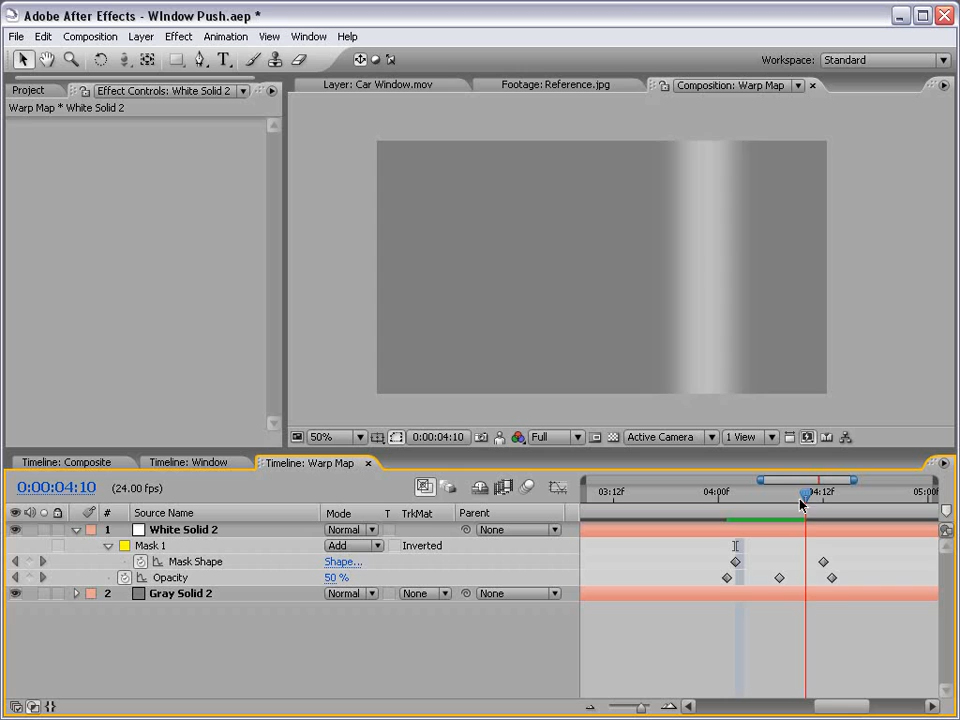 Adobe After Effects - WIndow Push.aep *
File Edit Composition Layer Effect Animation View Window Help
Workspace: Standard
Project Effect Controls: White Solid 2 Layer: Car Window.mov Footage: Reference.jpg Composition: Warp Map
Warp Map * White Solid 2
50% 0:00:04:10 Full Active Camera 1 View
Timeline: Composite Timeline: Window Timeline: Warp Map
0:00:04:10 (24.00 fps) 03:12f 04:00f 04:12f 05:00f
# Source Name Mode T TrkMat Parent
1 White Solid 2 Normal None
Mask 1 Add Inverted
Mask Shape Shape...
Opacity 50 %
2 Gray Solid 2 Normal None None